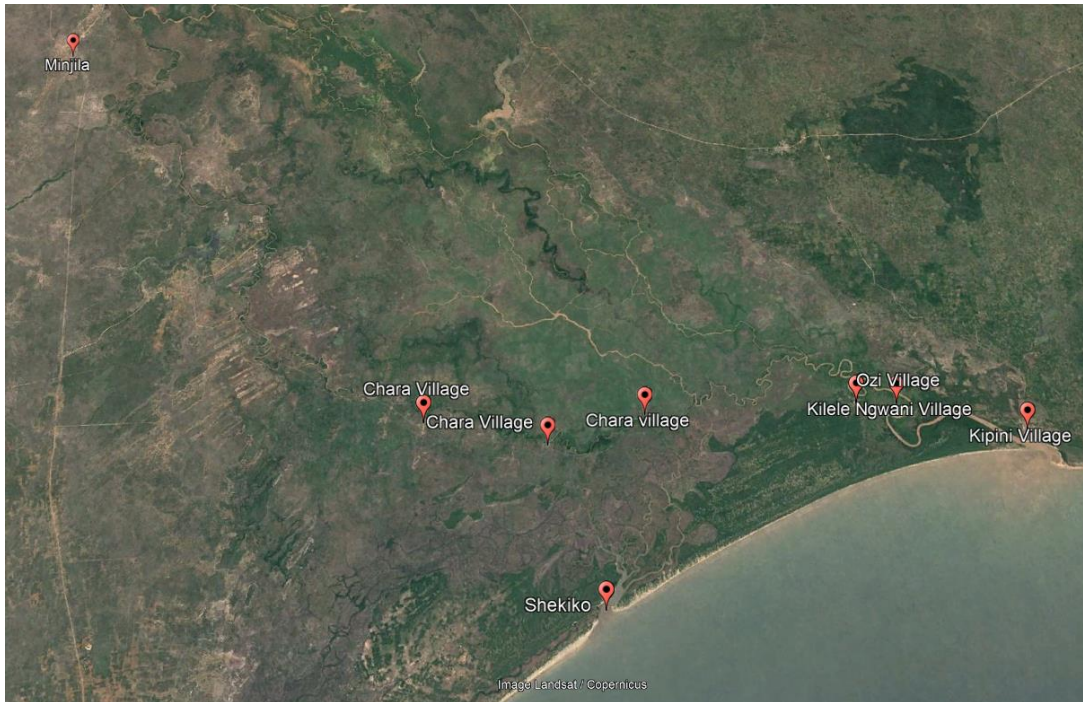 Minjila
Chara Village
Ozi Village
Chara Village
Chara village
Kilele Ngwani Village
Kipini Village
Shekiko
Image Landsat / Copernicus